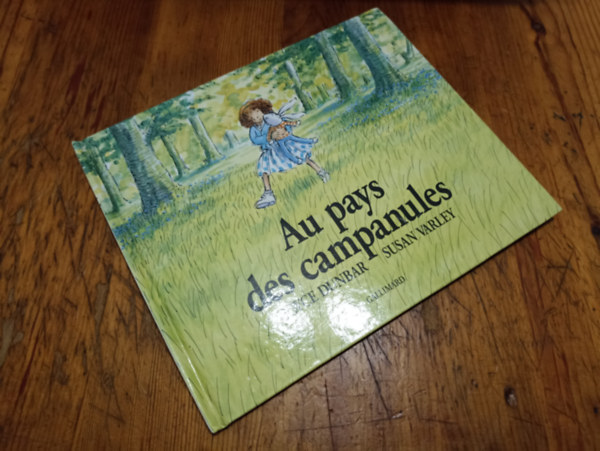 Au pays
des campanules
DUNBAR SUSAN VARLEY
GALLIMARD